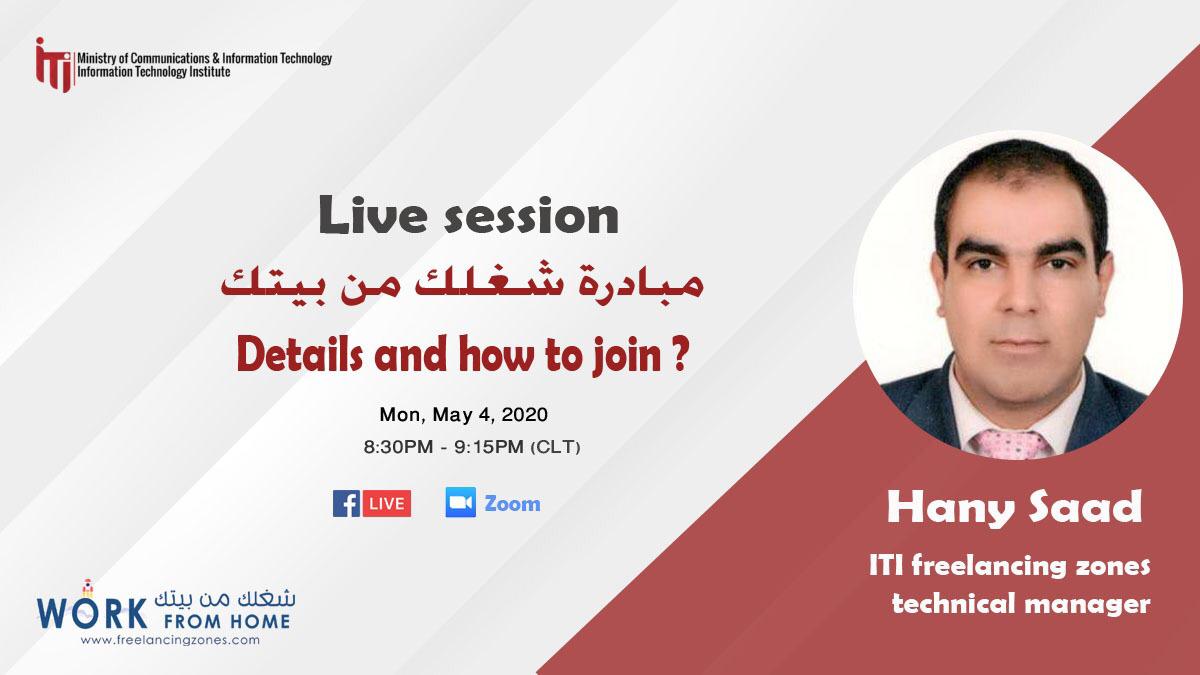 iTi
Ministry of Communications & Information Technology
Information Technology Institute
Live session
مبادرة شغلك من بيتك
Details and how to join ?
Mon, May 4, 2020
8:30PM - 9:15PM (CLT)
f LIVE
Zoom
Hany Saad
ITI freelancing zones
technical manager
WORK شغلك من بيتك
FROM HOME
www.freelancingzones.com